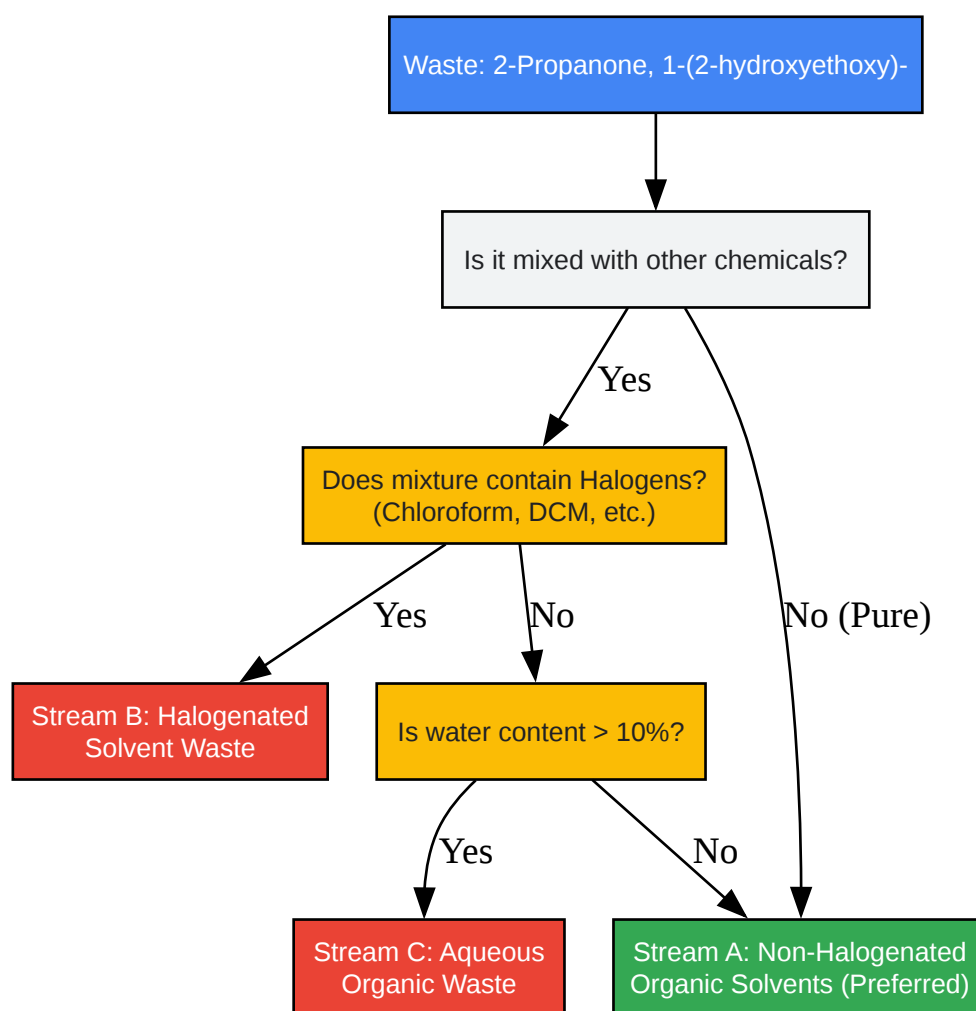 Waste: 2-Propanone, 1-(2-hydroxyethoxy)-
Is it mixed with other chemicals?
Yes
Does mixture contain Halogens?
(Chloroform, DCM, etc.)
Yes
No
No (Pure)
Stream B: Halogenated
Solvent Waste
Is water content > 10%?
Yes
No
Stream C: Aqueous
Organic Waste
Stream A: Non-Halogenated
Organic Solvents (Preferred)